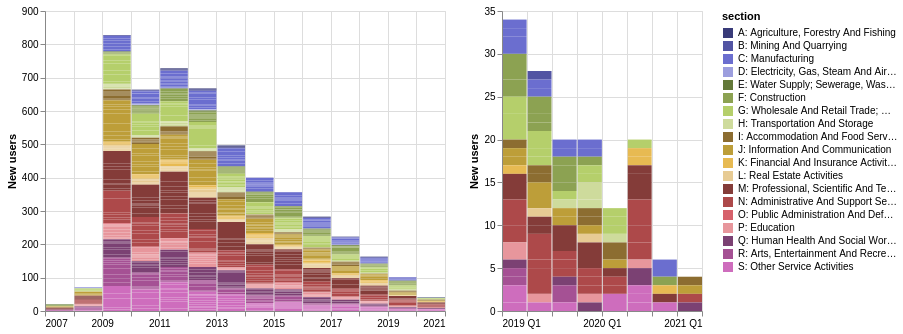 900
800
700
600
500
400
300
200
100
0
New users
2007 2009 2011 2013 2015 2017 2019 2021
35
30
25
20
15
10
5
0
New users
2019 Q1 2020 Q1 2021 Q1
section
A: Agriculture, Forestry And Fishing
B: Mining And Quarrying
C: Manufacturing
D: Electricity, Gas, Steam And Air…
E: Water Supply; Sewerage, Was…
F: Construction
G: Wholesale And Retail Trade; …
H: Transportation And Storage
I: Accommodation And Food Serv…
J: Information And Communication
K: Financial And Insurance Activit…
L: Real Estate Activities
M: Professional, Scientific And Te…
N: Administrative And Support Se…
O: Public Administration And Def…
P: Education
Q: Human Health And Social Wor…
R: Arts, Entertainment And Recre…
S: Other Service Activities